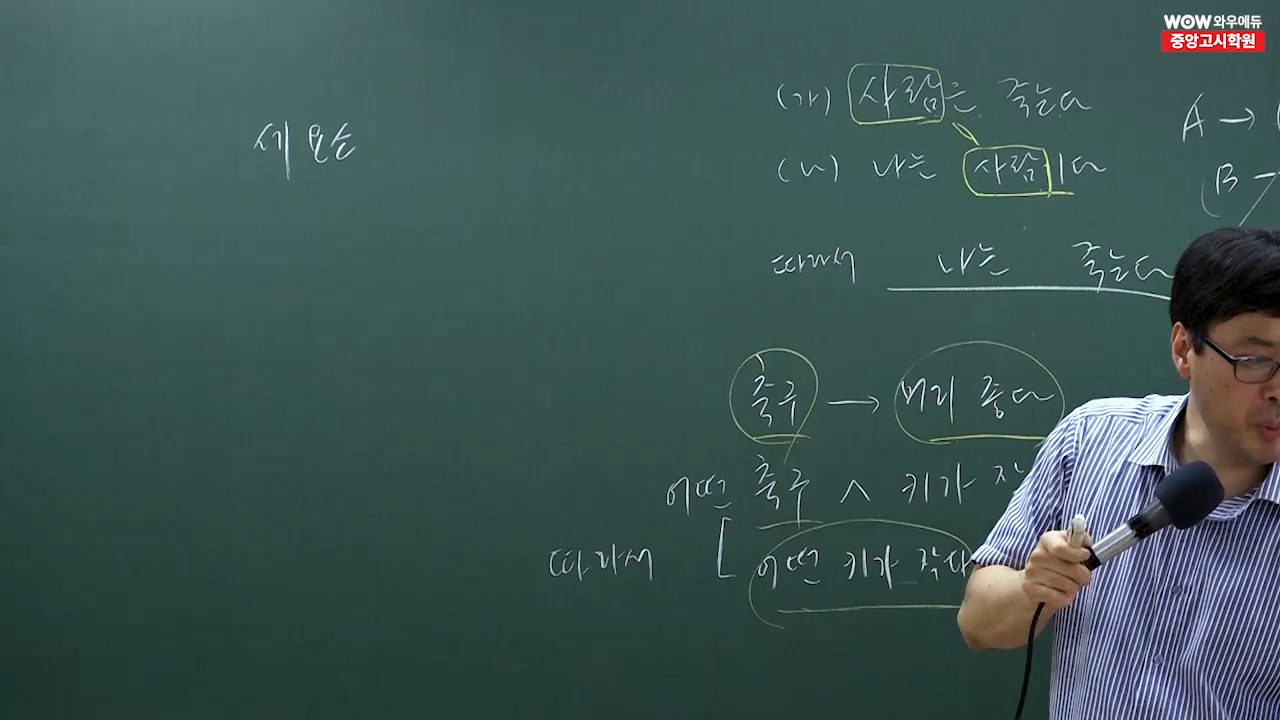 WOW 와우에듀
중앙고시학원
세 요소
(가) 사람은 죽는다
A →
(나) 나는 사람이다
B →
따라서 나는 죽는다
축구 → 머리 좋다
어떤 축구 ∧ 키가 작
따라서 [ 어떤 키가 작다